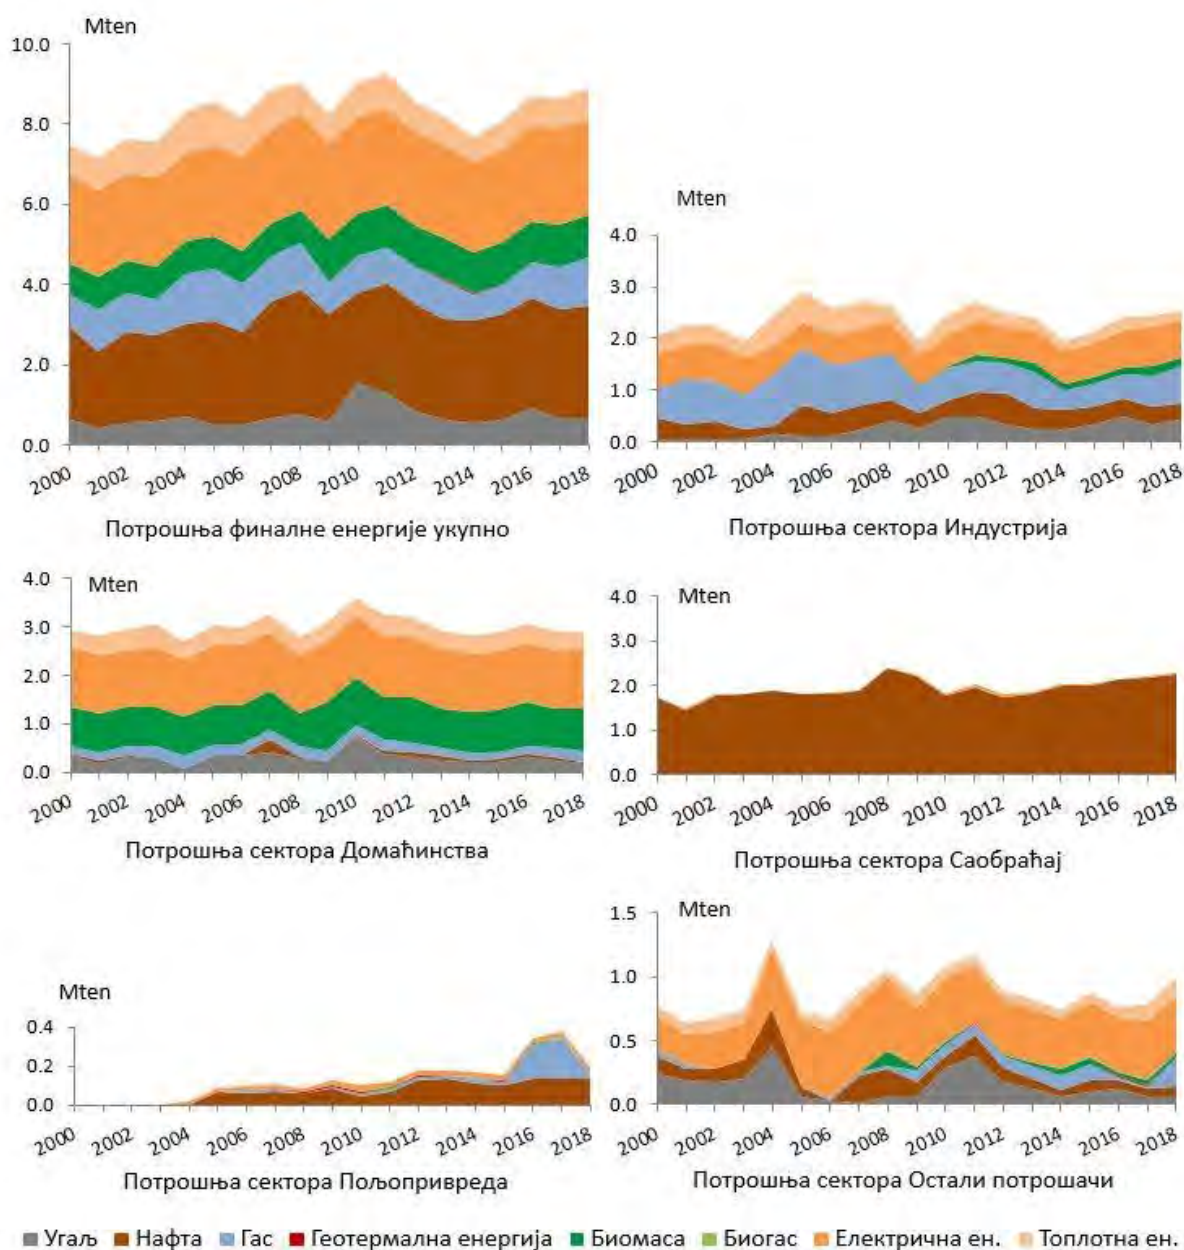 Mten
10.0
8.0
6.0
4.0
2.0
0.0
2000 2002 2004 2006 2008 2010 2012 2014 2016 2018
Потрошња финалне енергије укупно
Mten
4.0
3.0
2.0
1.0
0.0
2000 2002 2004 2006 2008 2010 2012 2014 2016 2018
Потрошња сектора Индустрија
Mten
4.0
3.0
2.0
1.0
0.0
2000 2002 2004 2006 2008 2010 2012 2014 2016 2018
Потрошња сектора Домаћинства
Mten
4.0
3.0
2.0
1.0
0.0
2000 2002 2004 2006 2008 2010 2012 2014 2016 2018
Потрошња сектора Саобраћај
Mten
0.4
0.2
0.0
2000 2002 2004 2006 2008 2010 2012 2014 2016 2018
Потрошња сектора Пољопривреда
Mten
1.5
1.0
0.5
0.0
2000 2002 2004 2006 2008 2010 2012 2014 2016 2018
Потрошња сектора Остали потрошачи
Угаљ Нафта Гас Геотермална енергија Биомаса Биогас Електрична ен. Топлотна ен.